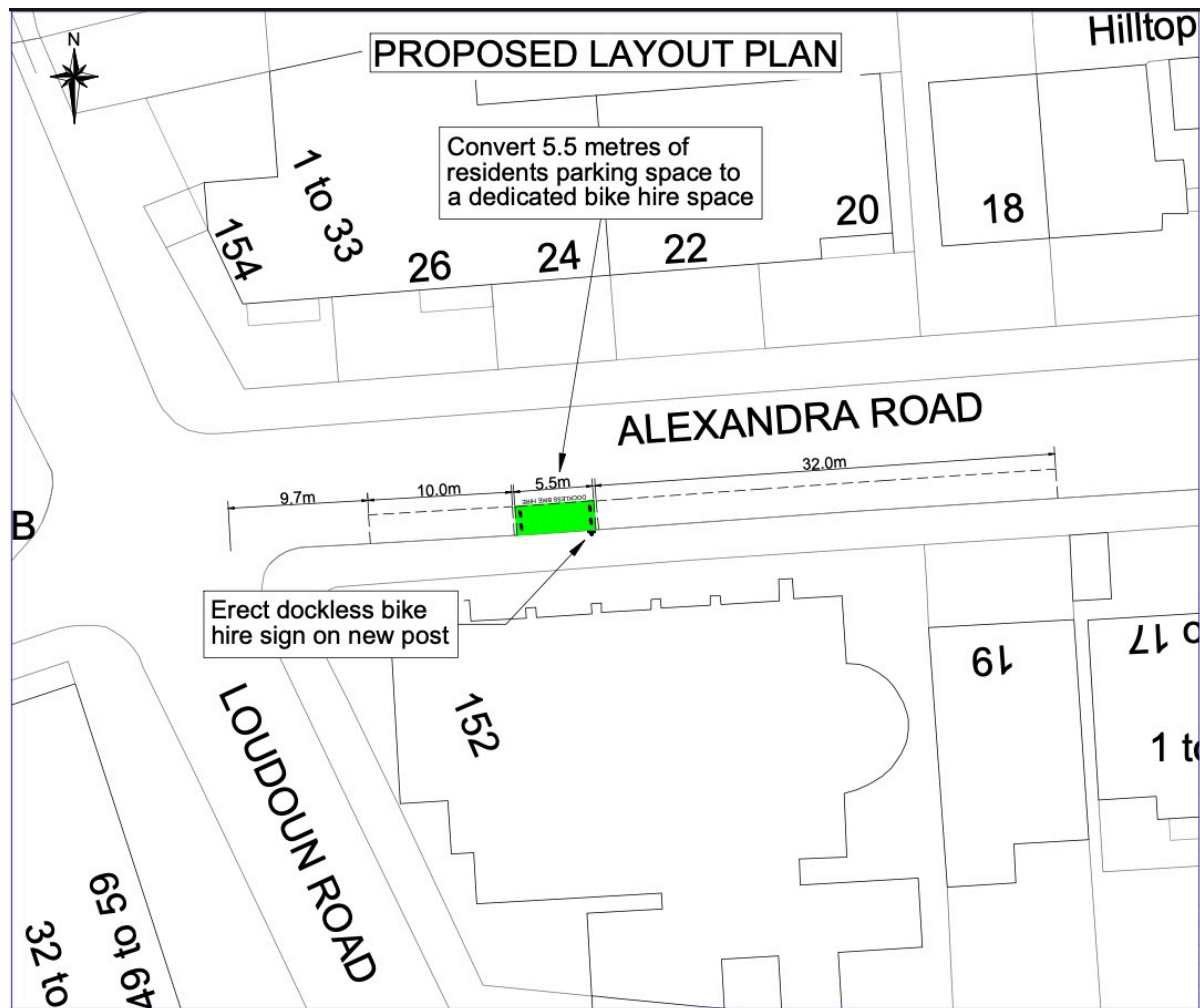 N
PROPOSED LAYOUT PLAN
Hilltop
Convert 5.5 metres of
residents parking space to
a dedicated bike hire space
1 to 33
154
26
24
22
20
18
ALEXANDRA ROAD
9.7m
10.0m
5.5m
32.0m
DOCKLESS BIKE HIRE
B
Erect dockless bike
hire sign on new post
152
19
o 17
1 to
LOUDOUN ROAD
49 to 59
32 to